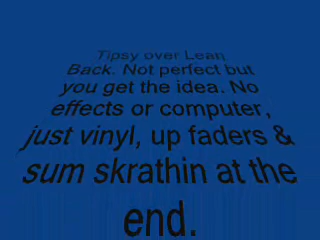 Tipsy over Lean
Back. Not perfect but
you get the idea. No
effects or computer,
just vinyl, up faders &
sum skrathin at the
end.